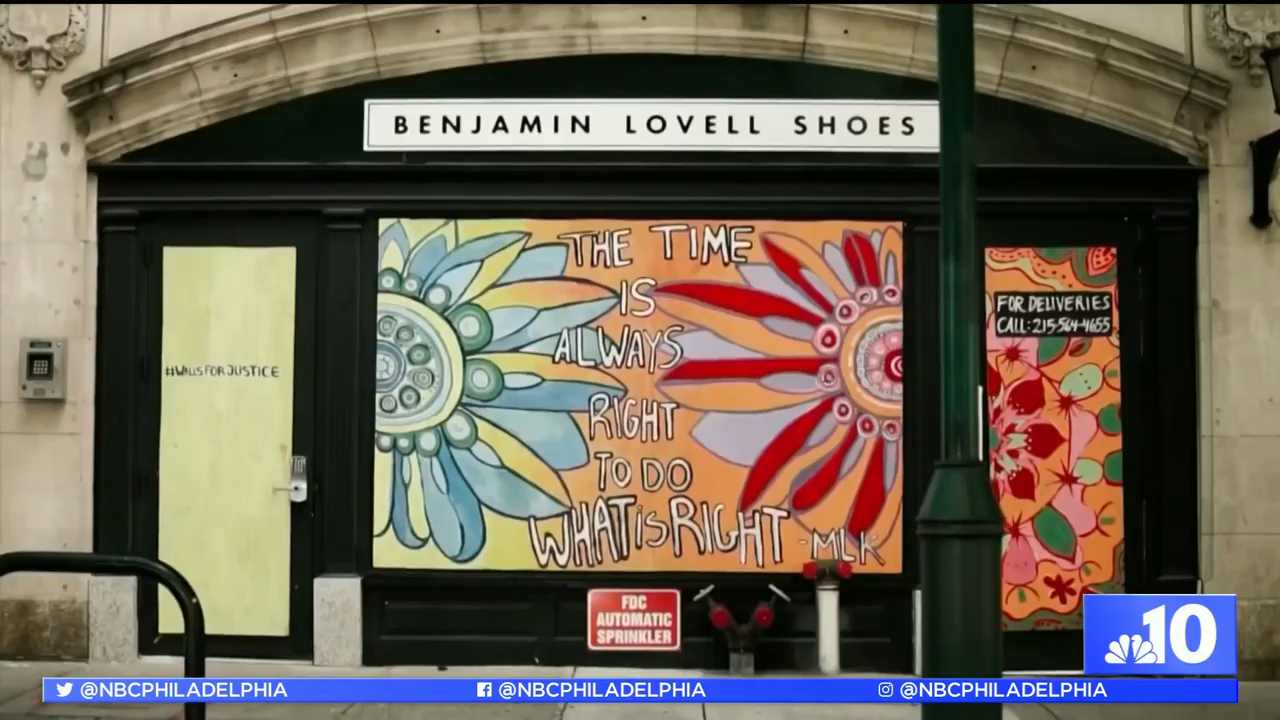 BENJAMIN LOVELL SHOES
THE TIME
IS
ALWAYS
RIGHT
TO DO
WHAT is RIGHT -MLK
#WALLSFORJUSTICE
FOR DELIVERIES
CALL: 215-564-4655
FDC
AUTOMATIC
SPRINKLER
10
@NBCPHILADELPHIA
@NBCPHILADELPHIA
@NBCPHILADELPHIA